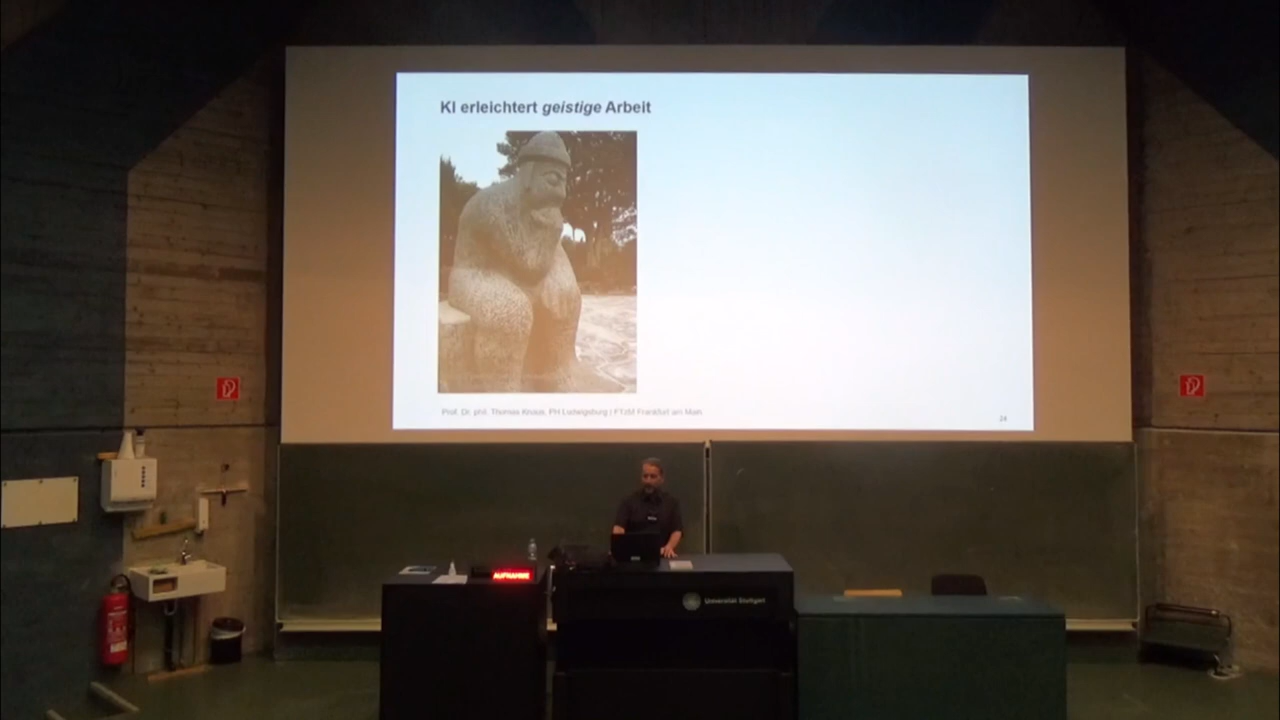 KI erleichtert geistige Arbeit
Prof. Dr. phil. Thomas Knaus, PH Ludwigsburg | FTzM Frankfurt am Main
24
AUFNAHME
Universität Stuttgart